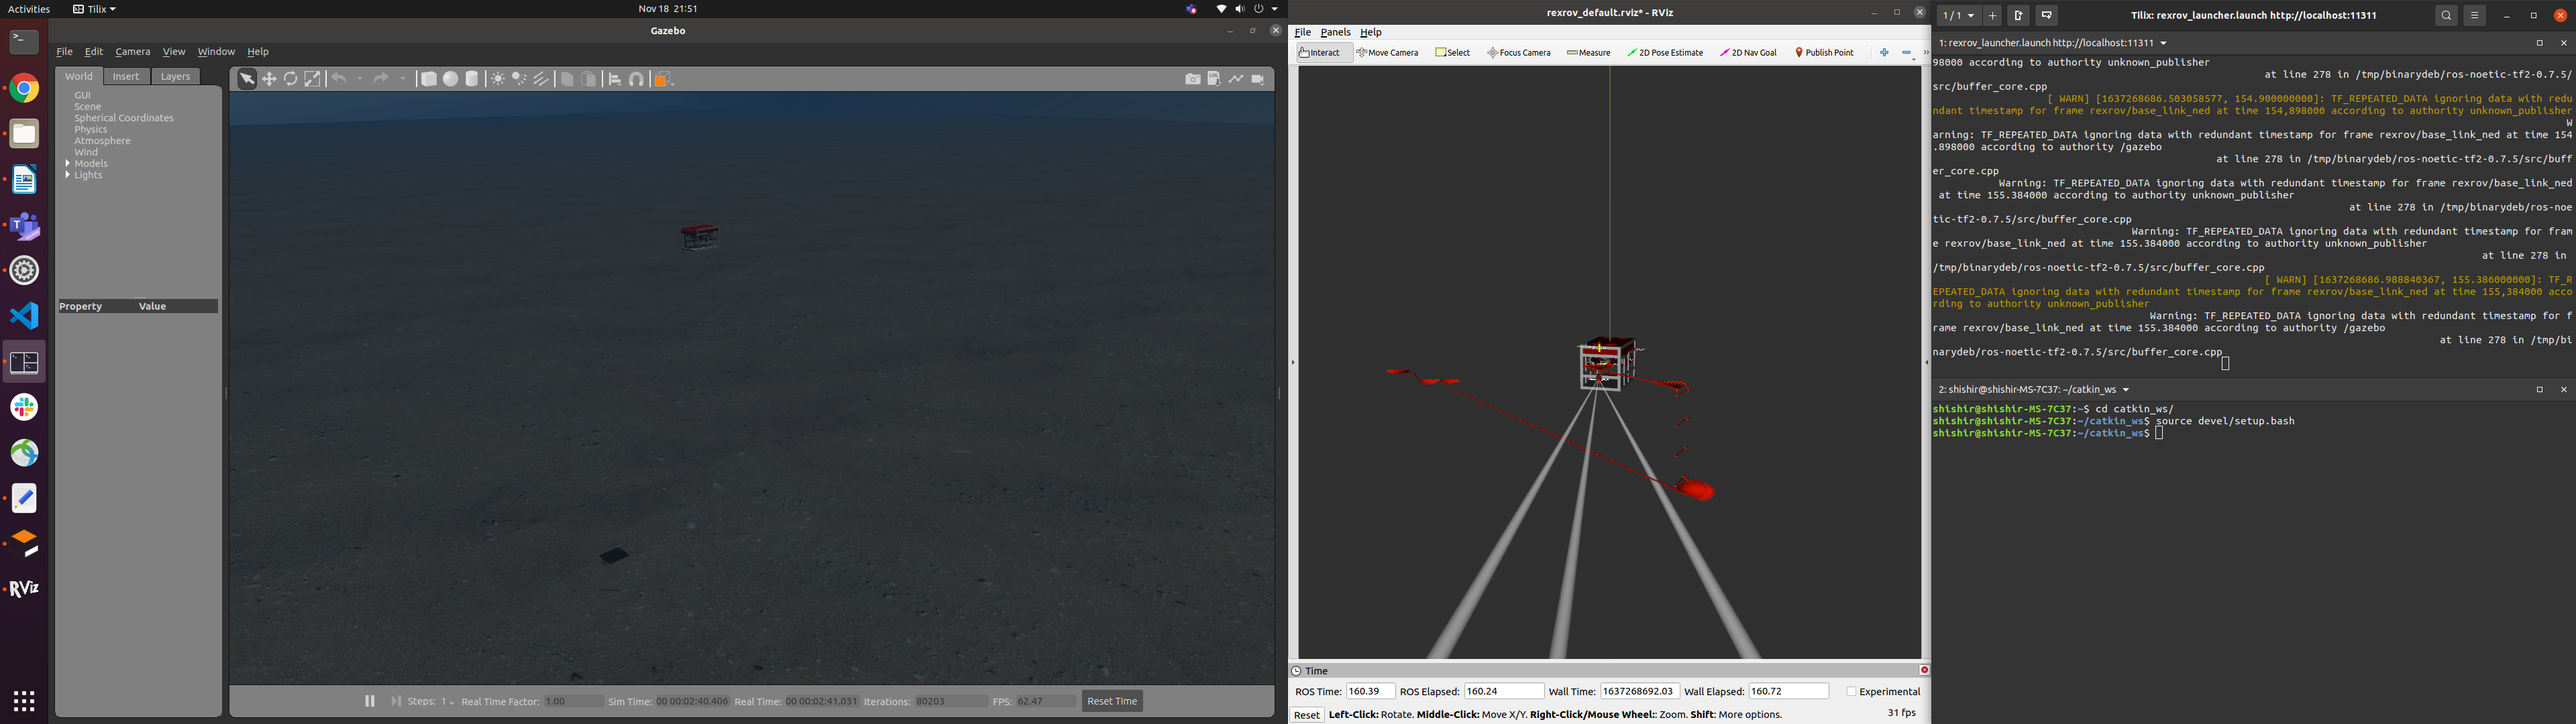 Activities Tilix Nov 18 21:51
Gazebo
File Edit Camera View Window Help
World Insert Layers
GUI
Scene
Spherical Coordinates
Physics
Atmosphere
Wind
Models
Lights
Property Value
Steps: 1 Real Time Factor: 1.00 Sim Time: 00 00:02:40.406 Real Time: 00 00:02:41.031 Iterations: 80203 FPS: 62.47 Reset Time
RViz
rexrov_default.rviz* - RViz
File Panels Help
Interact Move Camera Select Focus Camera Measure 2D Pose Estimate 2D Nav Goal Publish Point
Time
ROS Time: 160.39 ROS Elapsed: 160.24 Wall Time: 1637268692.03 Wall Elapsed: 160.72 Experimental
Reset Left-Click: Rotate. Middle-Click: Move X/Y. Right-Click/Mouse Wheel:: Zoom. Shift: More options. 31 fps
1 / 1 Tilix: rexrov_launcher.launch http://localhost:11311
1: rexrov_launcher.launch http://localhost:11311
98000 according to authority unknown_publisher
at line 278 in /tmp/binarydeb/ros-noetic-tf2-0.7.5/
src/buffer_core.cpp
[ WARN] [1637268686.503058577, 154.900000000]: TF_REPEATED_DATA ignoring data with redu
ndant timestamp for frame rexrov/base_link_ned at time 154,898000 according to authority unknown_publisher
W
arning: TF_REPEATED_DATA ignoring data with redundant timestamp for frame rexrov/base_link_ned at time 154
.898000 according to authority /gazebo
at line 278 in /tmp/binarydeb/ros-noetic-tf2-0.7.5/src/buff
er_core.cpp
Warning: TF_REPEATED_DATA ignoring data with redundant timestamp for frame rexrov/base_link_ned
at time 155.384000 according to authority unknown_publisher
at line 278 in /tmp/binarydeb/ros-noe
tic-tf2-0.7.5/src/buffer_core.cpp
Warning: TF_REPEATED_DATA ignoring data with redundant timestamp for fram
e rexrov/base_link_ned at time 155.384000 according to authority unknown_publisher
at line 278 in
/tmp/binarydeb/ros-noetic-tf2-0.7.5/src/buffer_core.cpp
[ WARN] [1637268686.988840367, 155.386000000]: TF_R
EPEATED_DATA ignoring data with redundant timestamp for frame rexrov/base_link_ned at time 155,384000 acco
rding to authority unknown_publisher
Warning: TF_REPEATED_DATA ignoring data with redundant timestamp for f
rame rexrov/base_link_ned at time 155.384000 according to authority /gazebo
at line 278 in /tmp/bi
narydeb/ros-noetic-tf2-0.7.5/src/buffer_core.cpp
2: shishir@shishir-MS-7C37: ~/catkin_ws
shishir@shishir-MS-7C37:~$ cd catkin_ws/
shishir@shishir-MS-7C37:~/catkin_ws$ source devel/setup.bash
shishir@shishir-MS-7C37:~/catkin_ws$